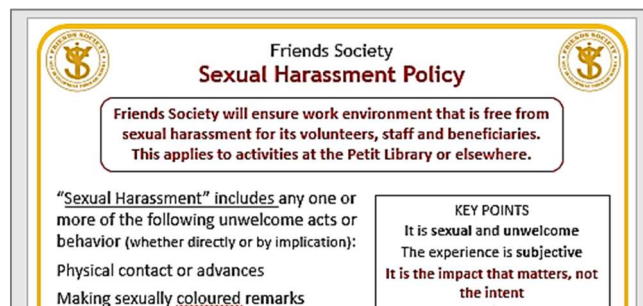 Friends Society
Sexual Harassment Policy
Friends Society will ensure work environment that is free from
sexual harassment for its volunteers, staff and beneficiaries.
This applies to activities at the Petit Library or elsewhere.
"Sexual Harassment" includes any one or
more of the following unwelcome acts or
behavior (whether directly or by implication):
Physical contact or advances
Making sexually coloured remarks
KEY POINTS
It is sexual and unwelcome
The experience is subjective
It is the impact that matters, not
the intent